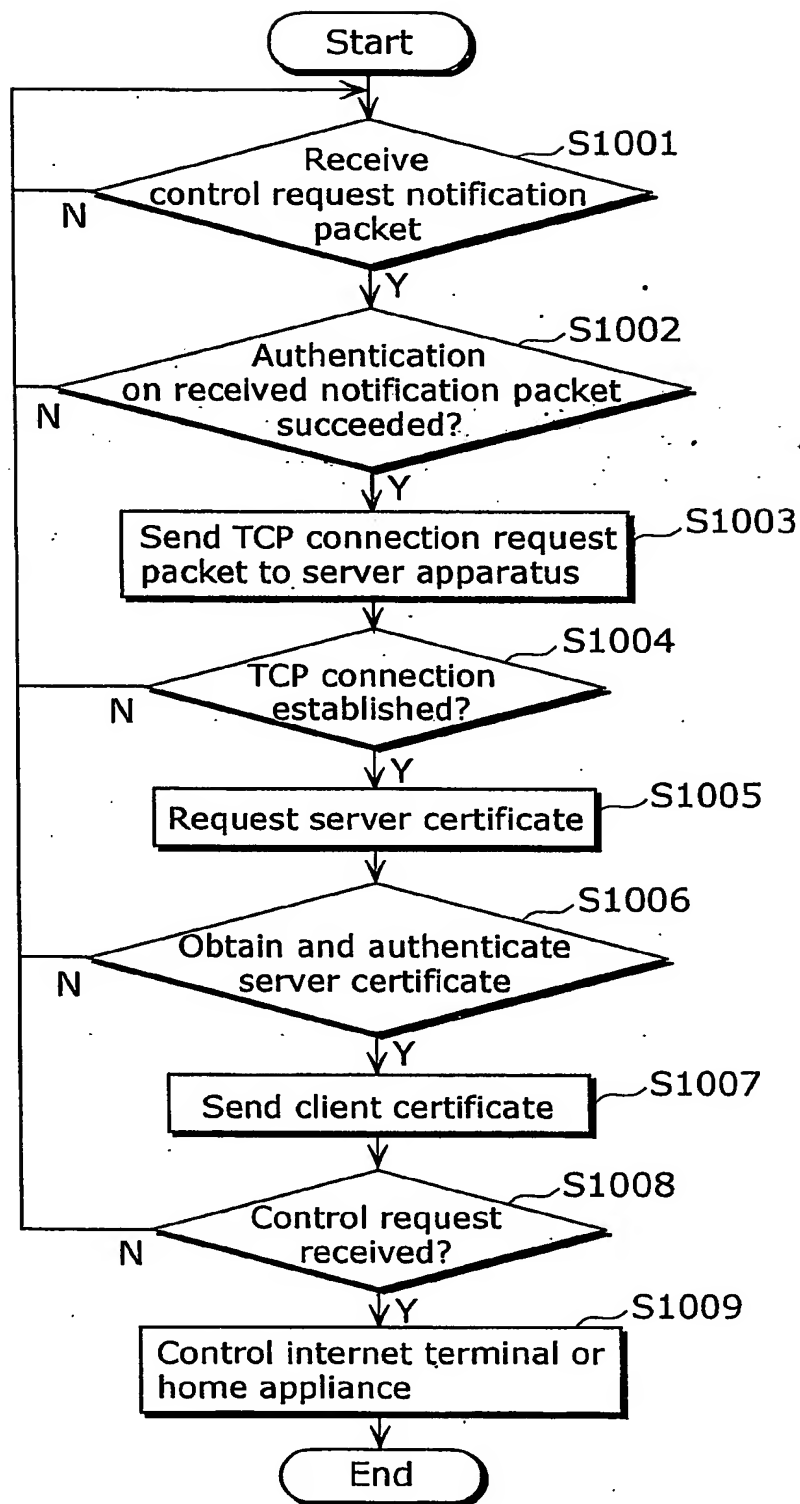 Start
S1001
Receive
control request notification
packet
N
Y
S1002
Authentication
on received notification packet
succeeded?
N
Y
S1003
Send TCP connection request
packet to server apparatus
S1004
TCP connection
established?
N
Y
S1005
Request server certificate
S1006
Obtain and authenticate
server certificate
N
Y
S1007
Send client certificate
S1008
Control request
received?
N
Y
S1009
Control internet terminal or
home appliance
End